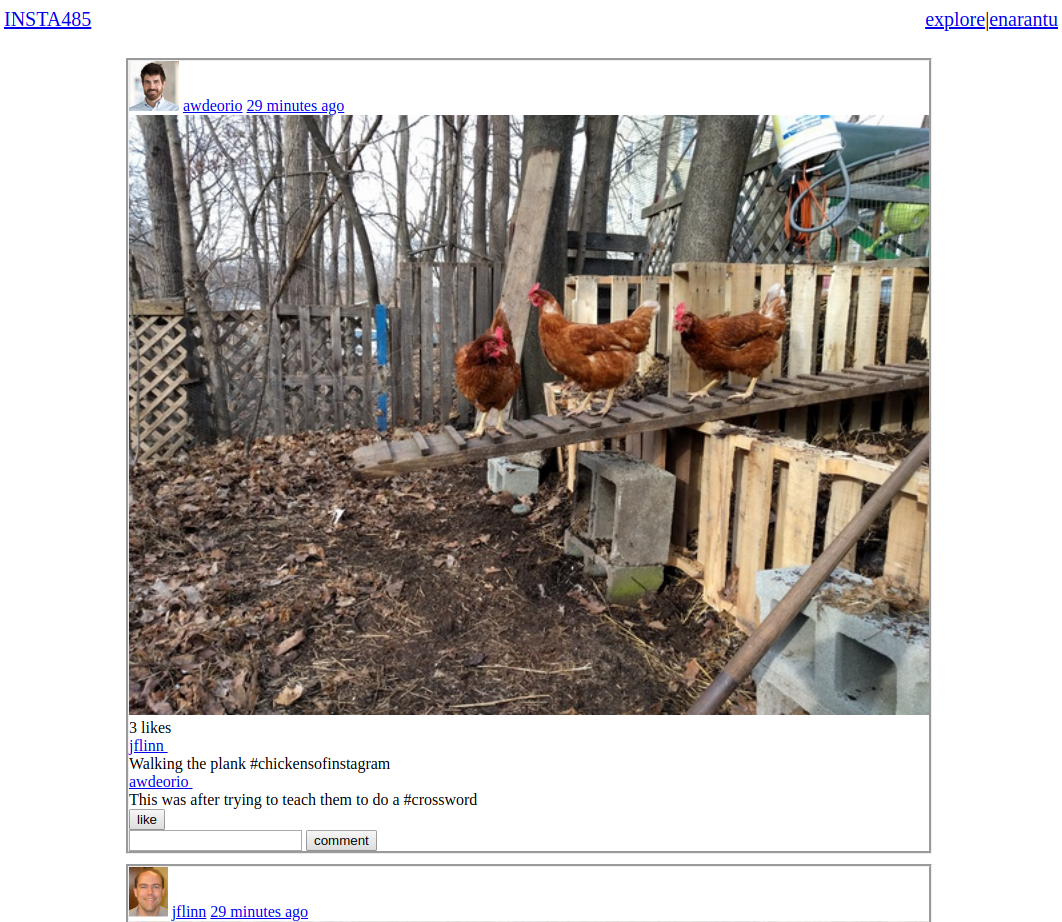 INSTA485 explore|enarantu
awdeorio 29 minutes ago
3 likes
jflinn
Walking the plank #chickensofinstagram
awdeorio
This was after trying to teach them to do a #crossword
like
comment
jflinn 29 minutes ago